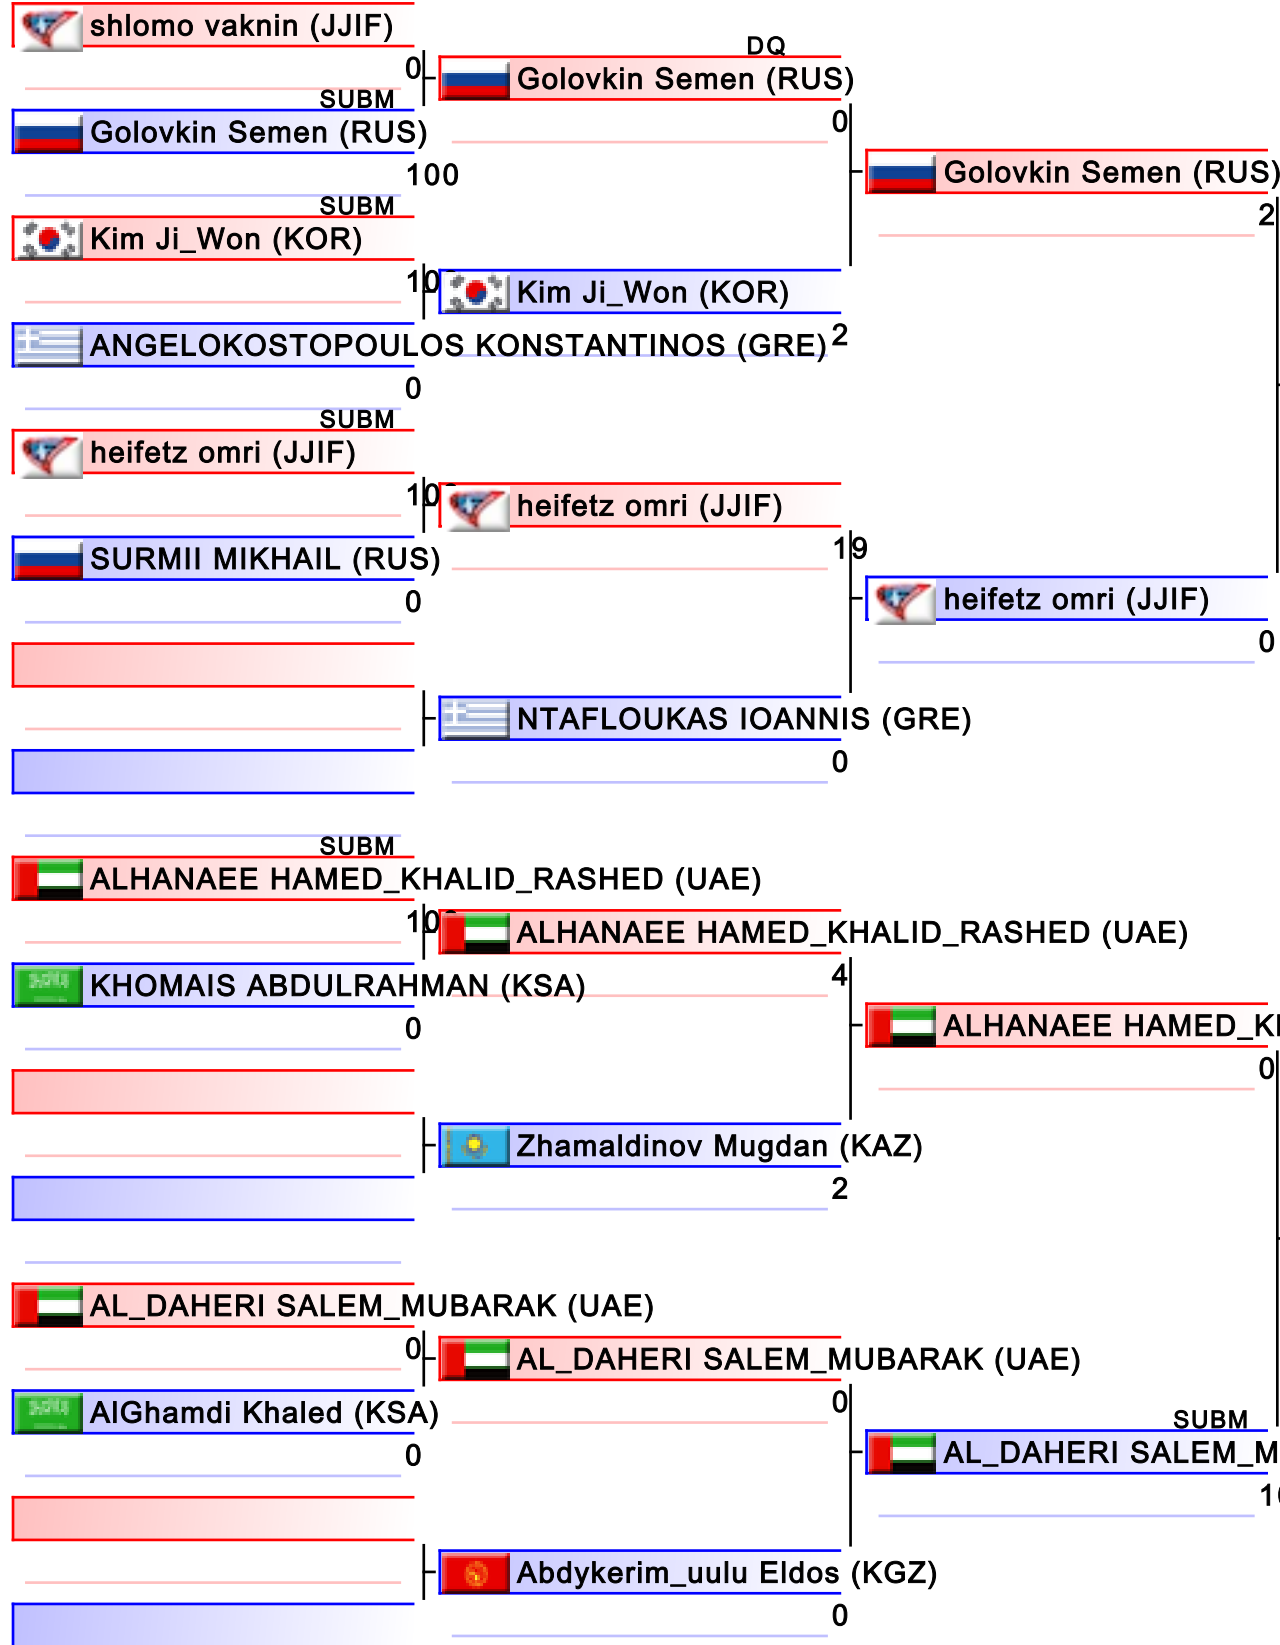 shlomo vaknin (JJIF)
0
SUBM
Golovkin Semen (RUS)
100
SUBM
Kim Ji_Won (KOR)
ANGELOKOSTOPOULOS KONSTANTINOS (GRE)
0
SUBM
heifetz omri (JJIF)
SURMII MIKHAIL (RUS)
0
SUBM
ALHANAEE HAMED_KHALID_RASHED (UAE)
KHOMAIS ABDULRAHMAN (KSA)
0
AL_DAHERI SALEM_MUBARAK (UAE)
0
AlGhamdi Khaled (KSA)
0
DQ
Golovkin Semen (RUS)
0
Kim Ji_Won (KOR)
2
heifetz omri (JJIF)
19
NTAFLOUKAS IOANNIS (GRE)
0
ALHANAEE HAMED_KHALID_RASHED (UAE)
4
Zhamaldinov Mugdan (KAZ)
2
AL_DAHERI SALEM_MUBARAK (UAE)
0
Abdykerim_uulu Eldos (KGZ)
0
Golovkin Semen (RUS)
2
heifetz omri (JJIF)
0
ALHANAEE HAMED_K
0
SUBM
AL_DAHERI SALEM_M